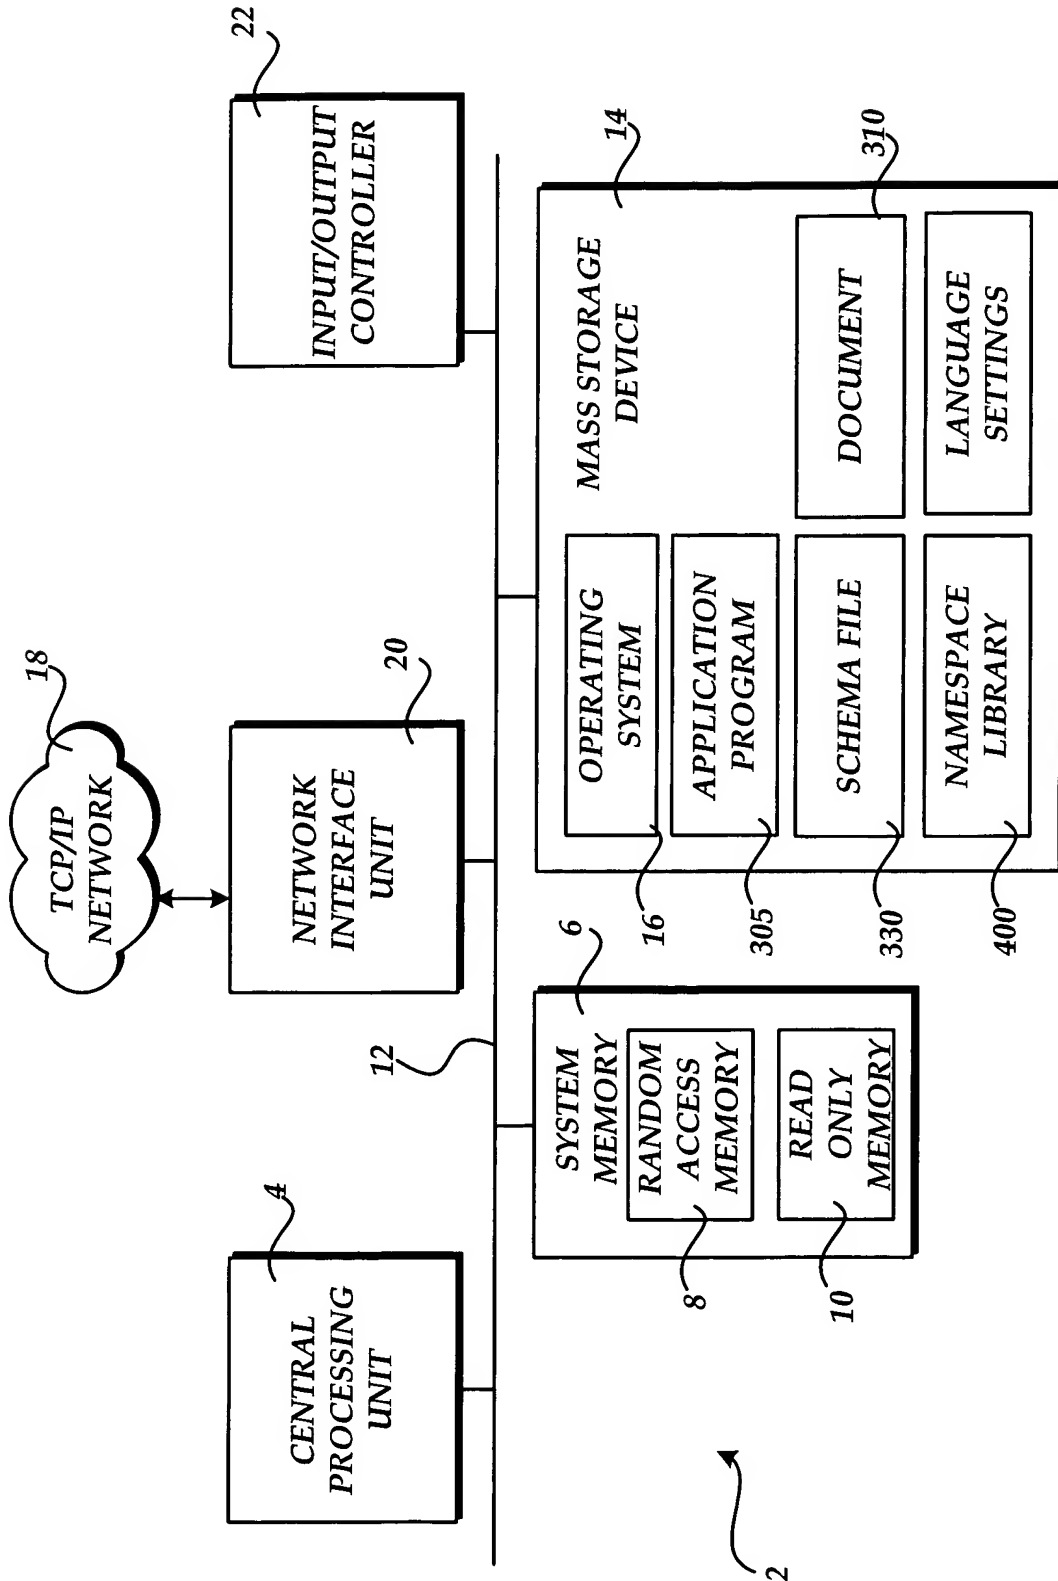 18
TCP/IP
NETWORK
4
CENTRAL
PROCESSING
UNIT
20
NETWORK
INTERFACE
UNIT
22
INPUT/OUTPUT
CONTROLLER
12
6
SYSTEM
MEMORY
RANDOM
ACCESS
MEMORY
8
READ
ONLY
MEMORY
10
14
MASS STORAGE
DEVICE
OPERATING
SYSTEM
16
APPLICATION
PROGRAM
305
SCHEMA FILE
330
DOCUMENT
310
NAMESPACE
LIBRARY
400
LANGUAGE
SETTINGS
2